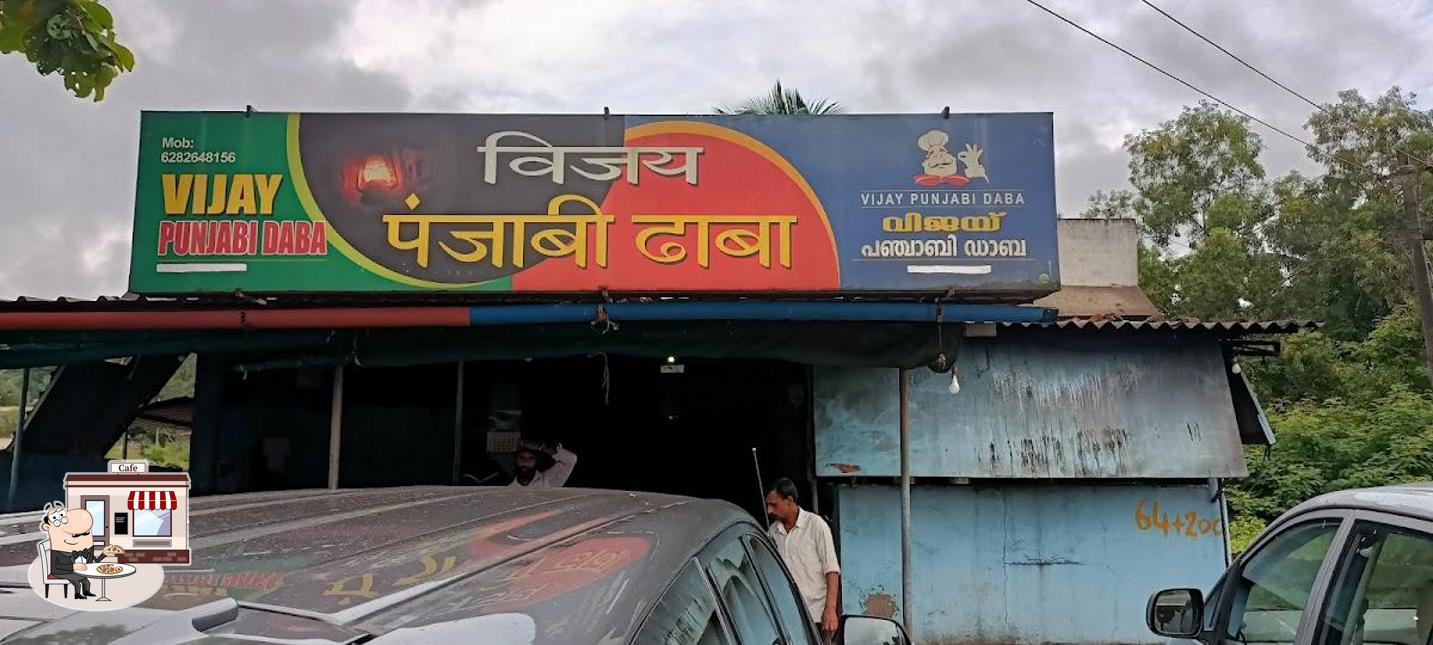 Mob:
6282648156
VIJAY
PUNJABI DABA
विजय
पंजाबी ढाबा
VIJAY PUNJABI DABA
വിജയ്
പഞ്ചാബി ഡാബ
64+200
Cafe